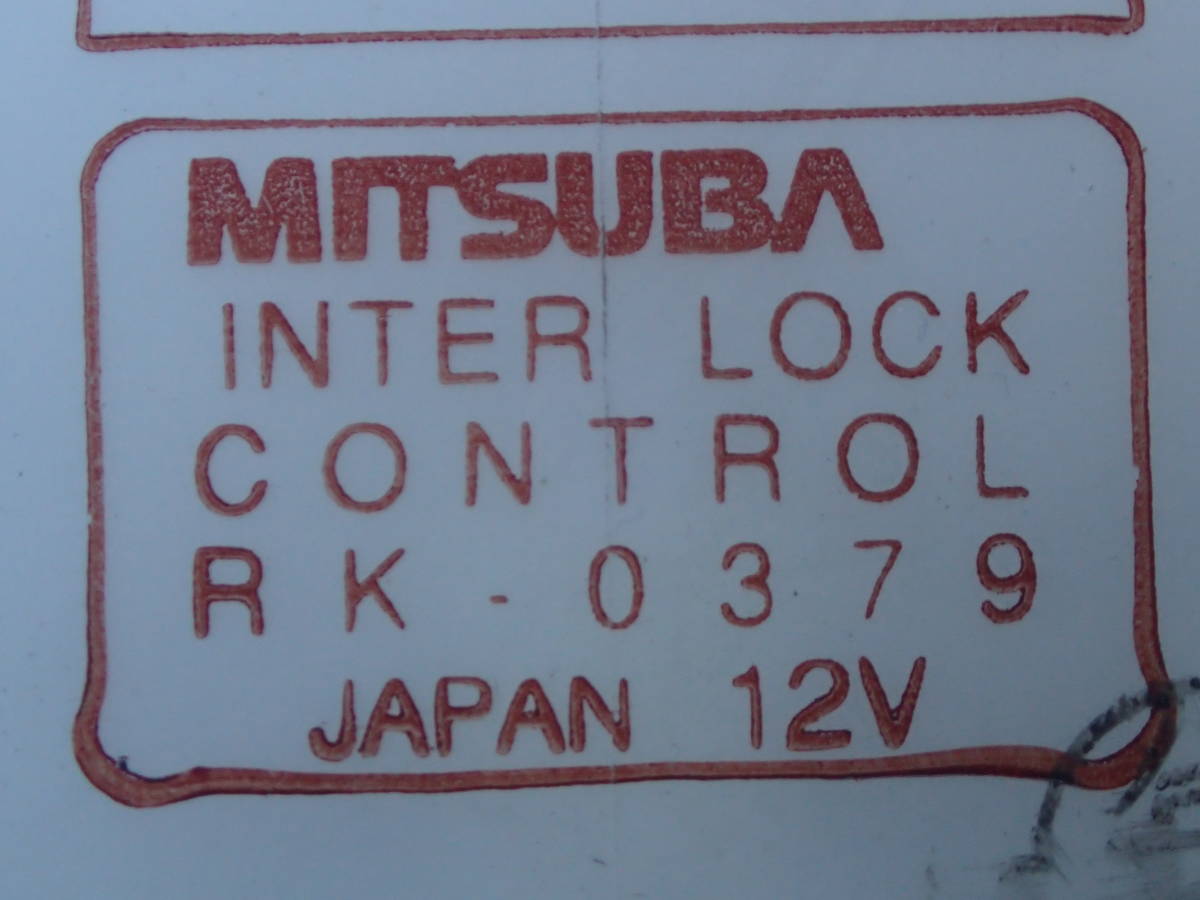 MITSUBA
INTER LOCK
CONTROL
RK-0379
JAPAN 12V